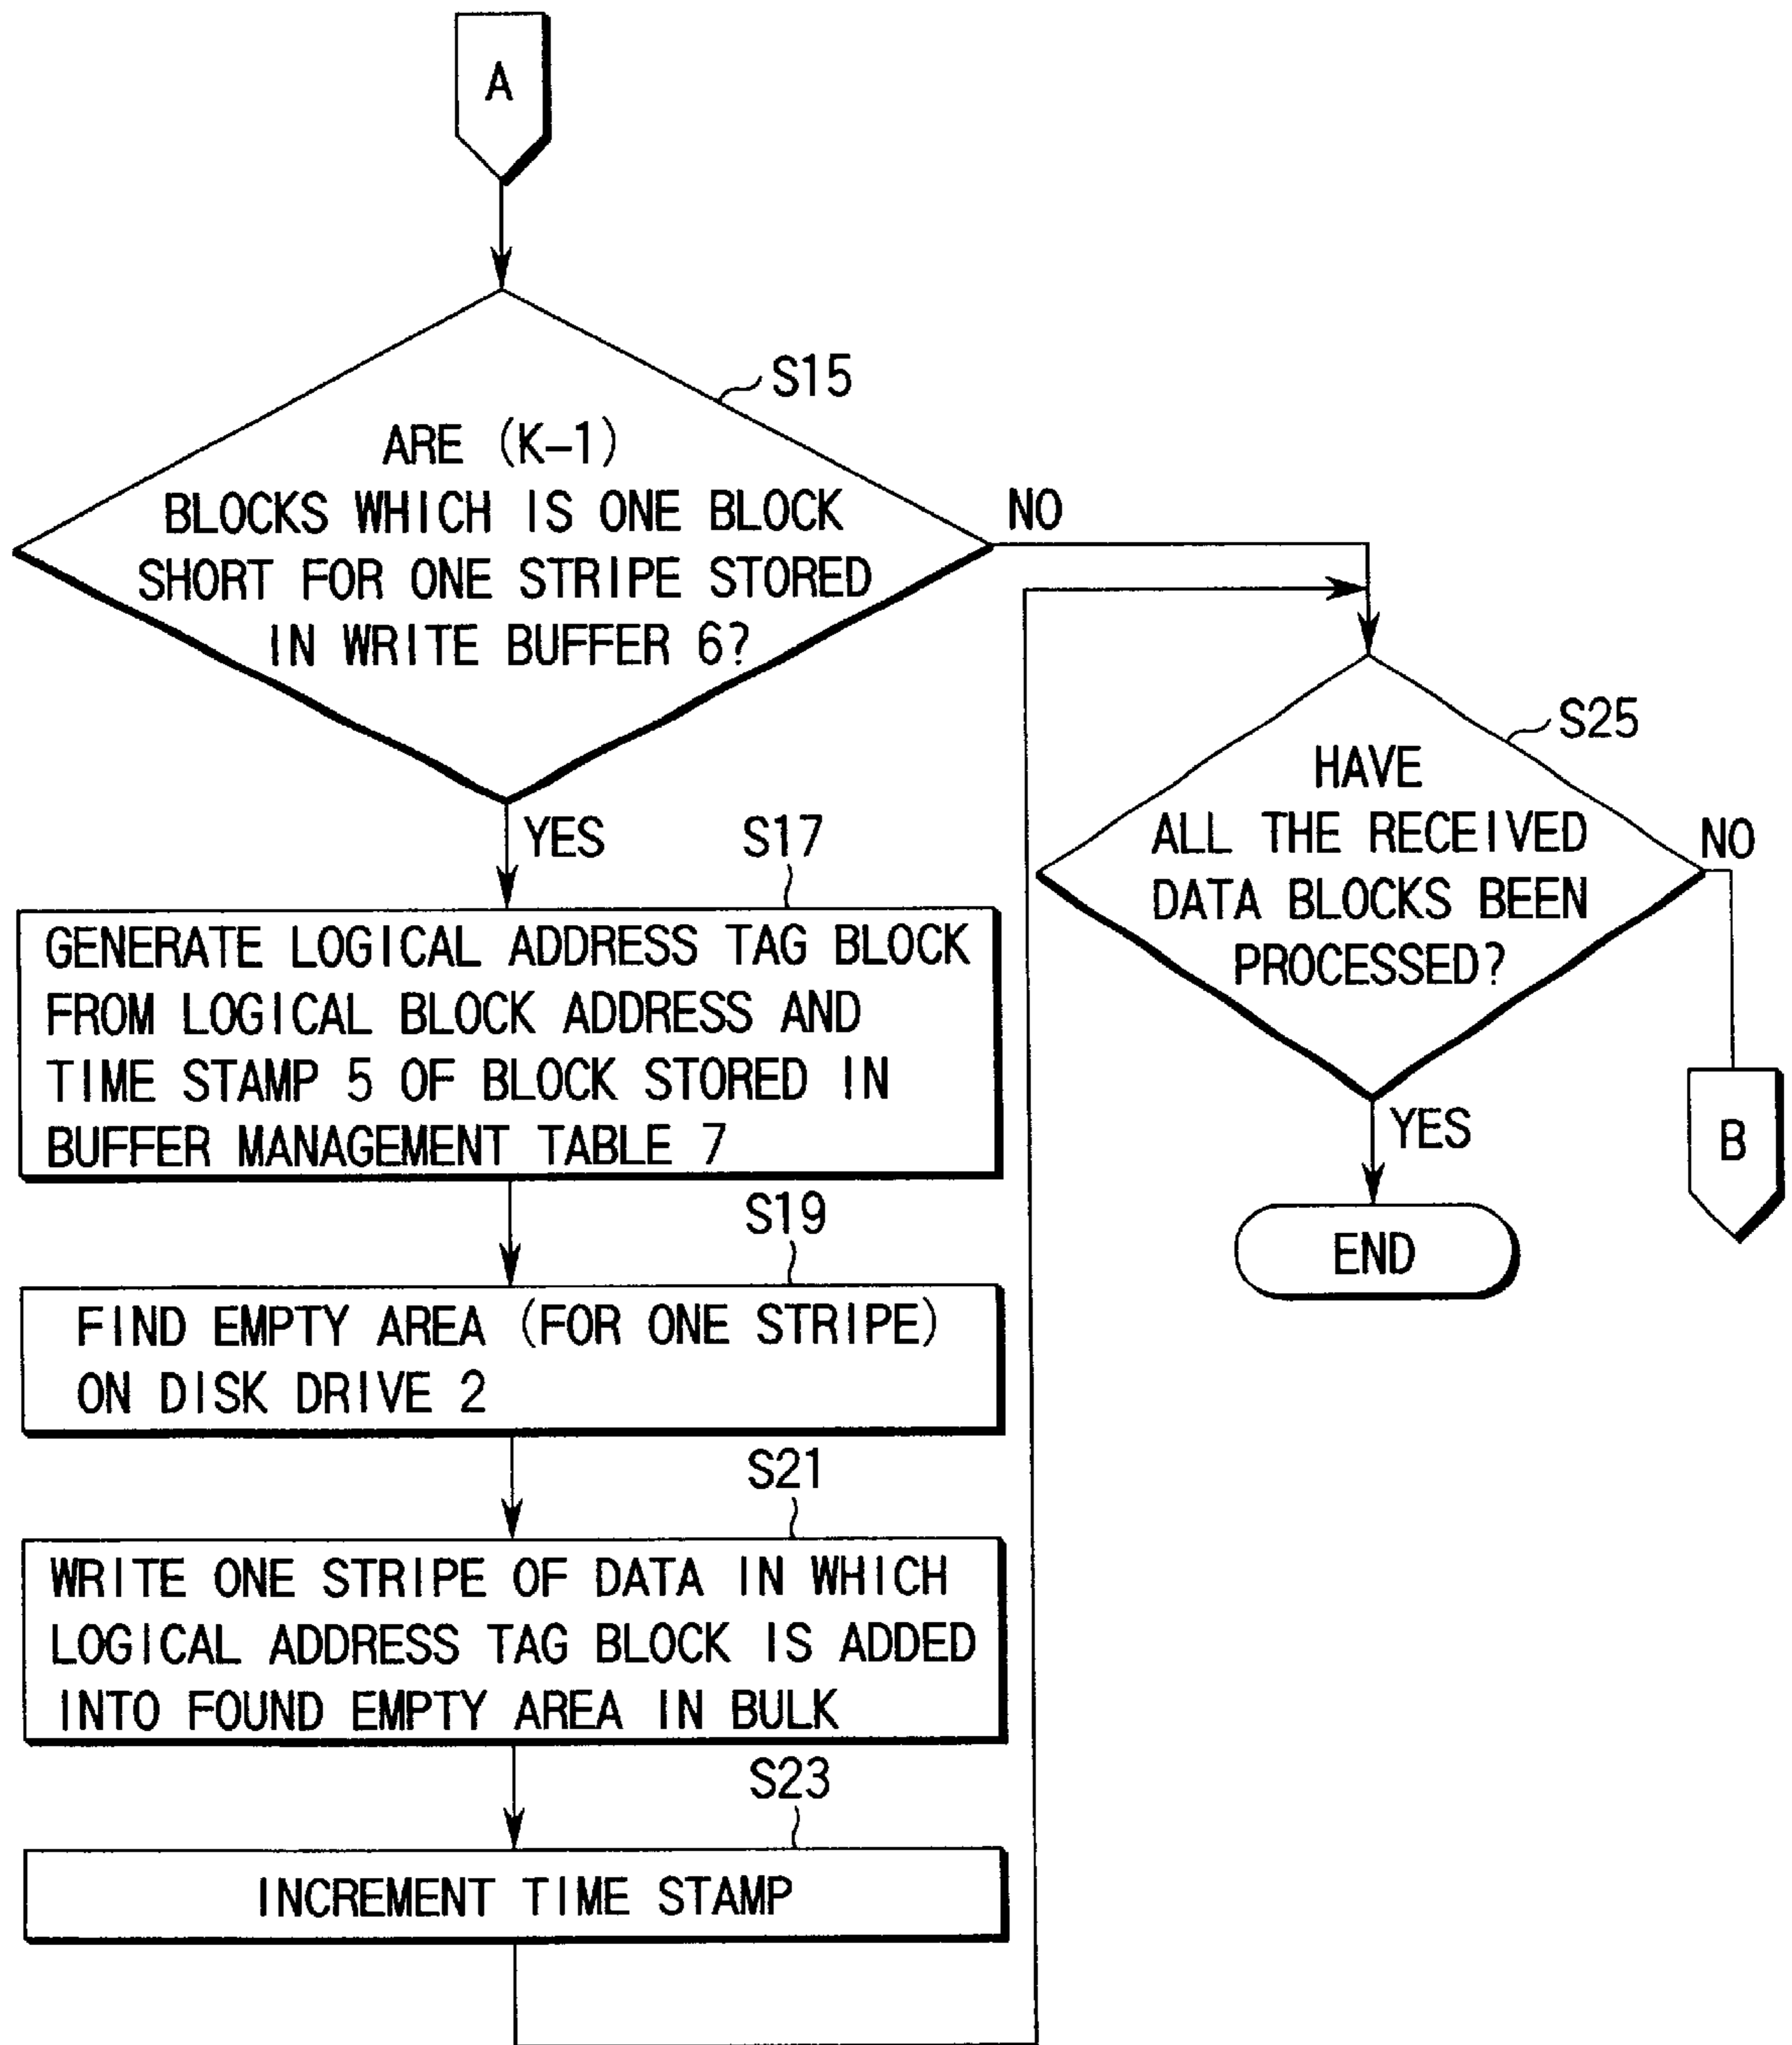 A
S15
ARE (K-1)
BLOCKS WHICH IS ONE BLOCK
SHORT FOR ONE STRIPE STORED
IN WRITE BUFFER 6?
NO
YES
S17
GENERATE LOGICAL ADDRESS TAG BLOCK
FROM LOGICAL BLOCK ADDRESS AND
TIME STAMP 5 OF BLOCK STORED IN
BUFFER MANAGEMENT TABLE 7
S19
FIND EMPTY AREA (FOR ONE STRIPE)
ON DISK DRIVE 2
S21
WRITE ONE STRIPE OF DATA IN WHICH
LOGICAL ADDRESS TAG BLOCK IS ADDED
INTO FOUND EMPTY AREA IN BULK
S23
INCREMENT TIME STAMP
S25
HAVE
ALL THE RECEIVED
DATA BLOCKS BEEN
PROCESSED?
NO
YES
B
END